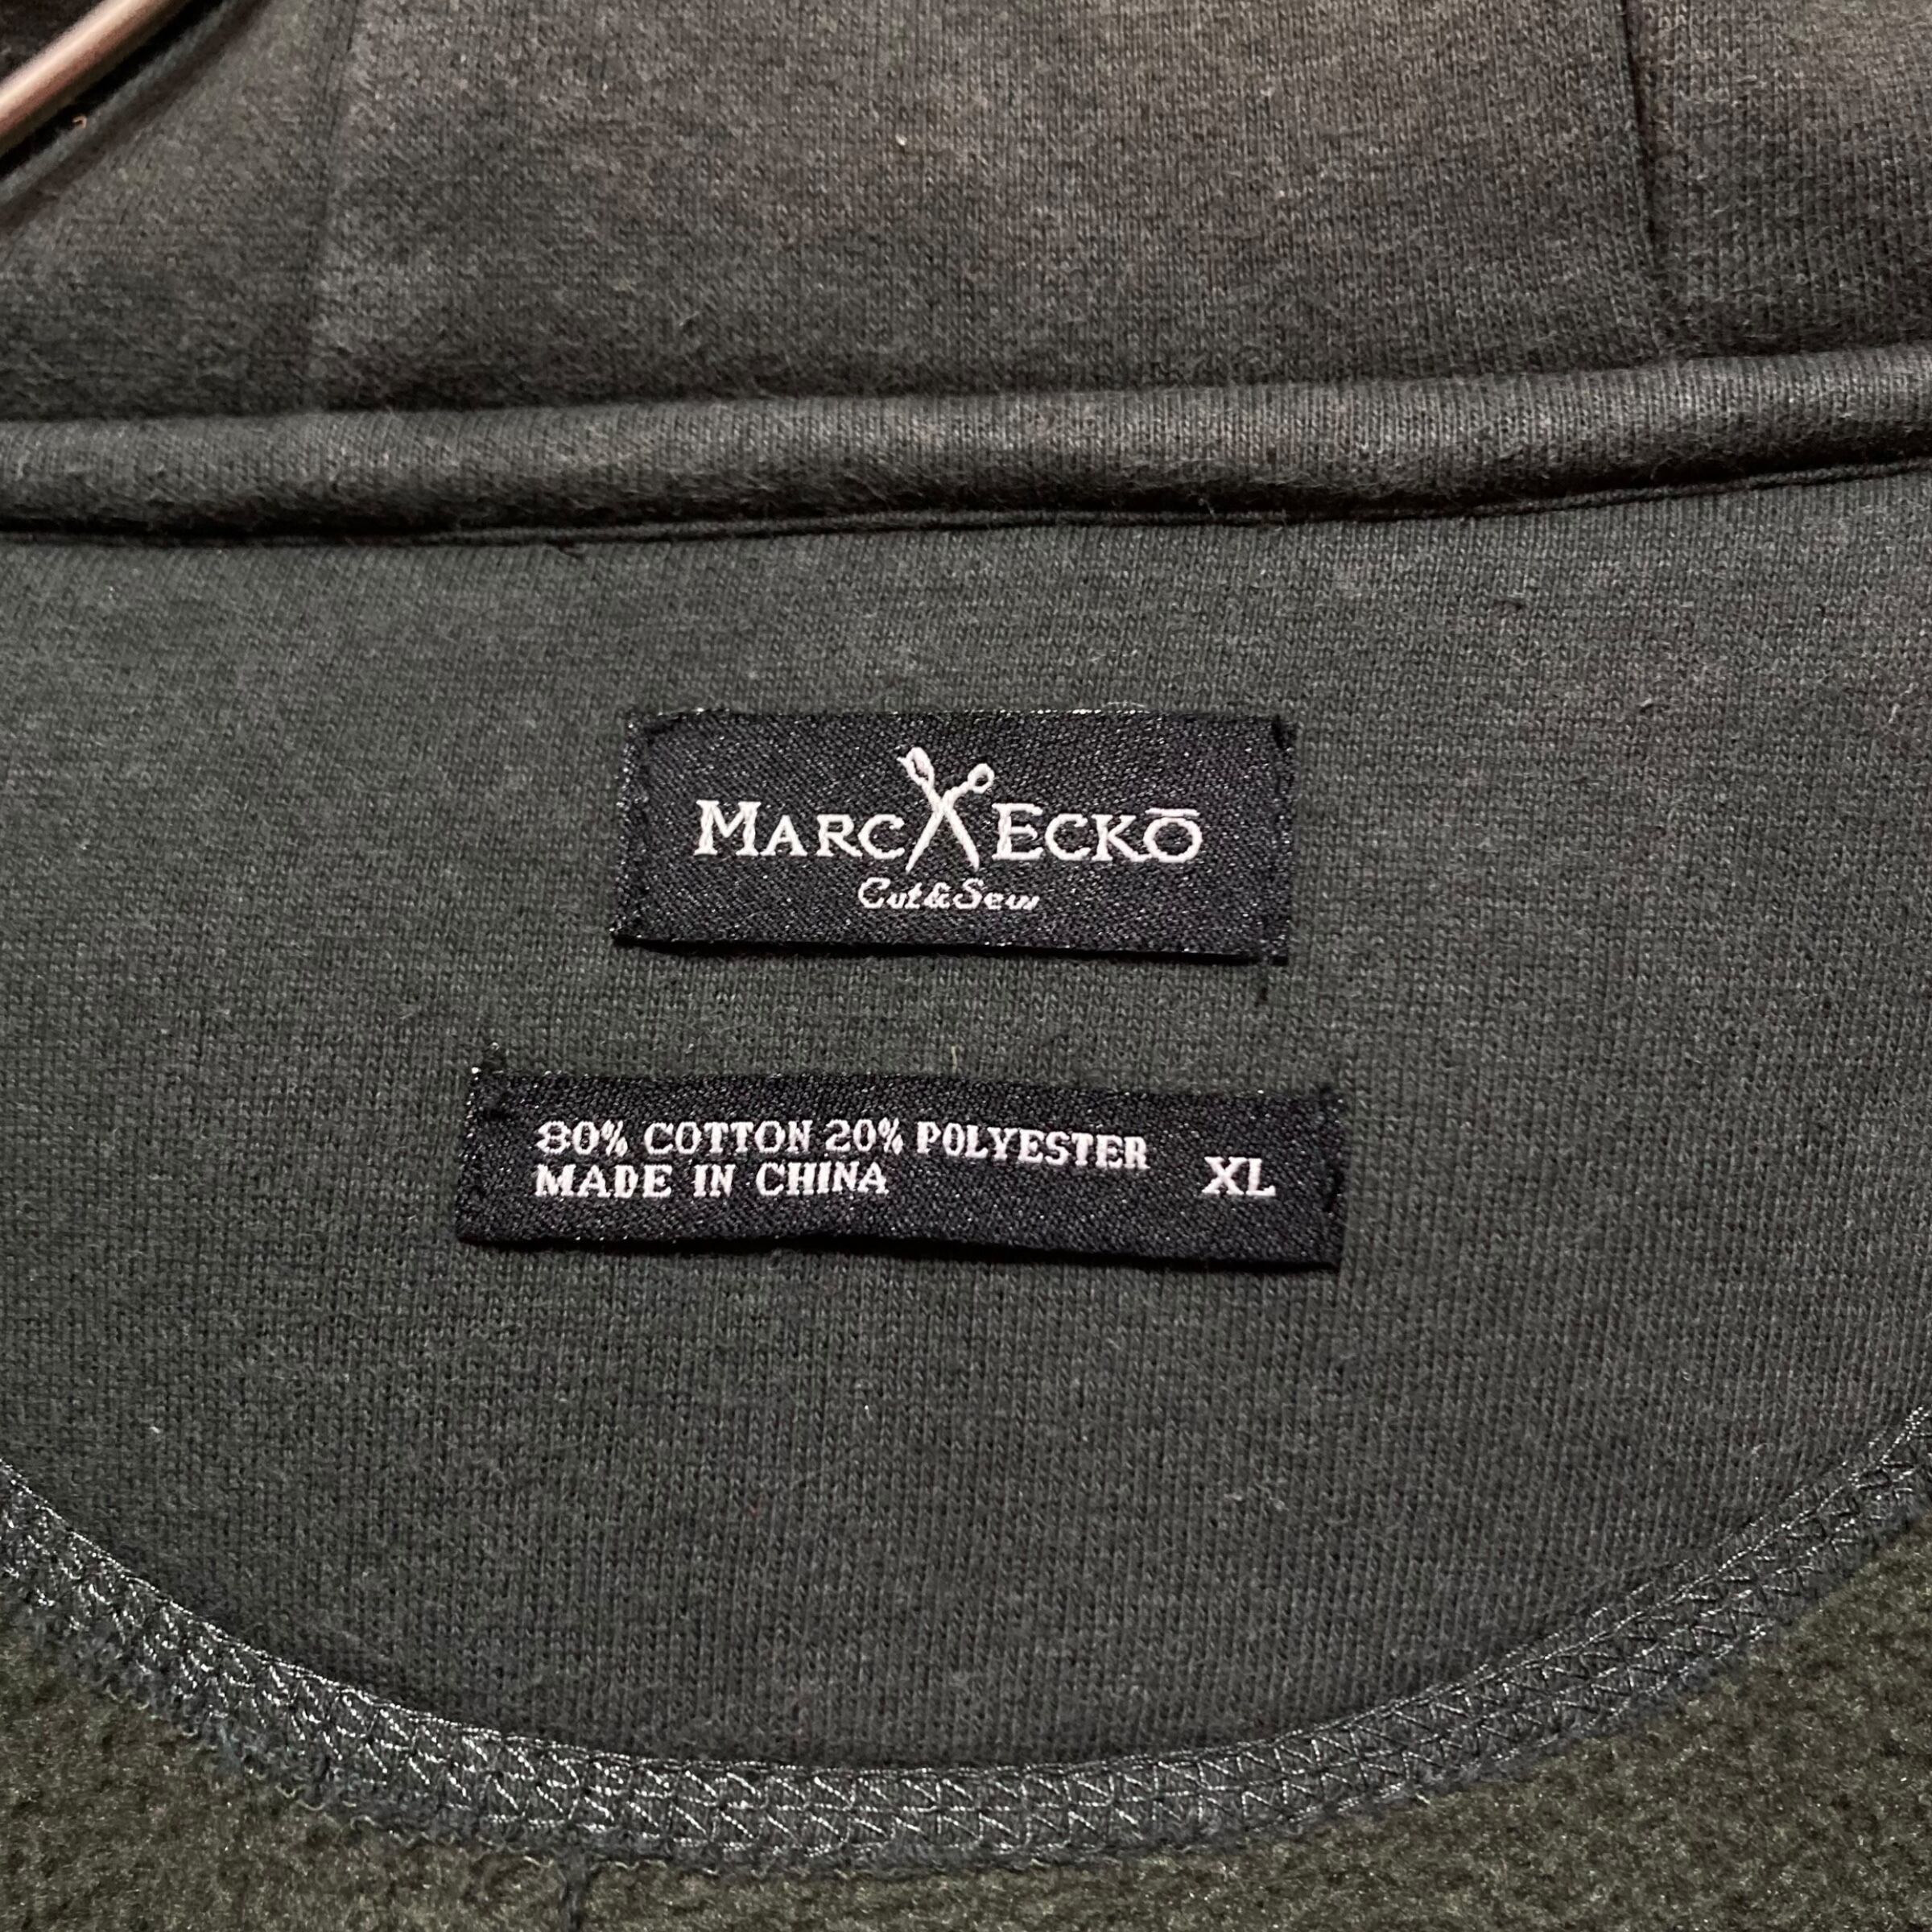 MARC ECKŌ
Cut&Sew
80% COTTON 20% POLYESTER
MADE IN CHINA
XL